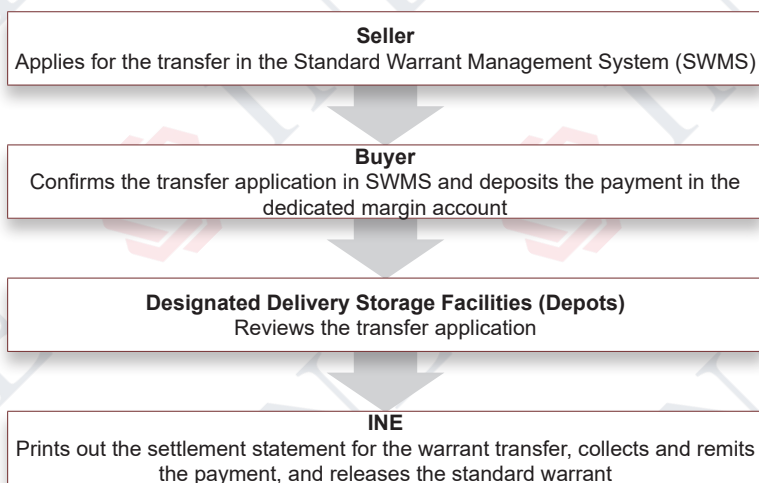 Seller
Applies for the transfer in the Standard Warrant Management System (SWMS)
Buyer
Confirms the transfer application in SWMS and deposits the payment in the
dedicated margin account
Designated Delivery Storage Facilities (Depots)
Reviews the transfer application
INE
Prints out the settlement statement for the warrant transfer, collects and remits
the payment, and releases the standard warrant